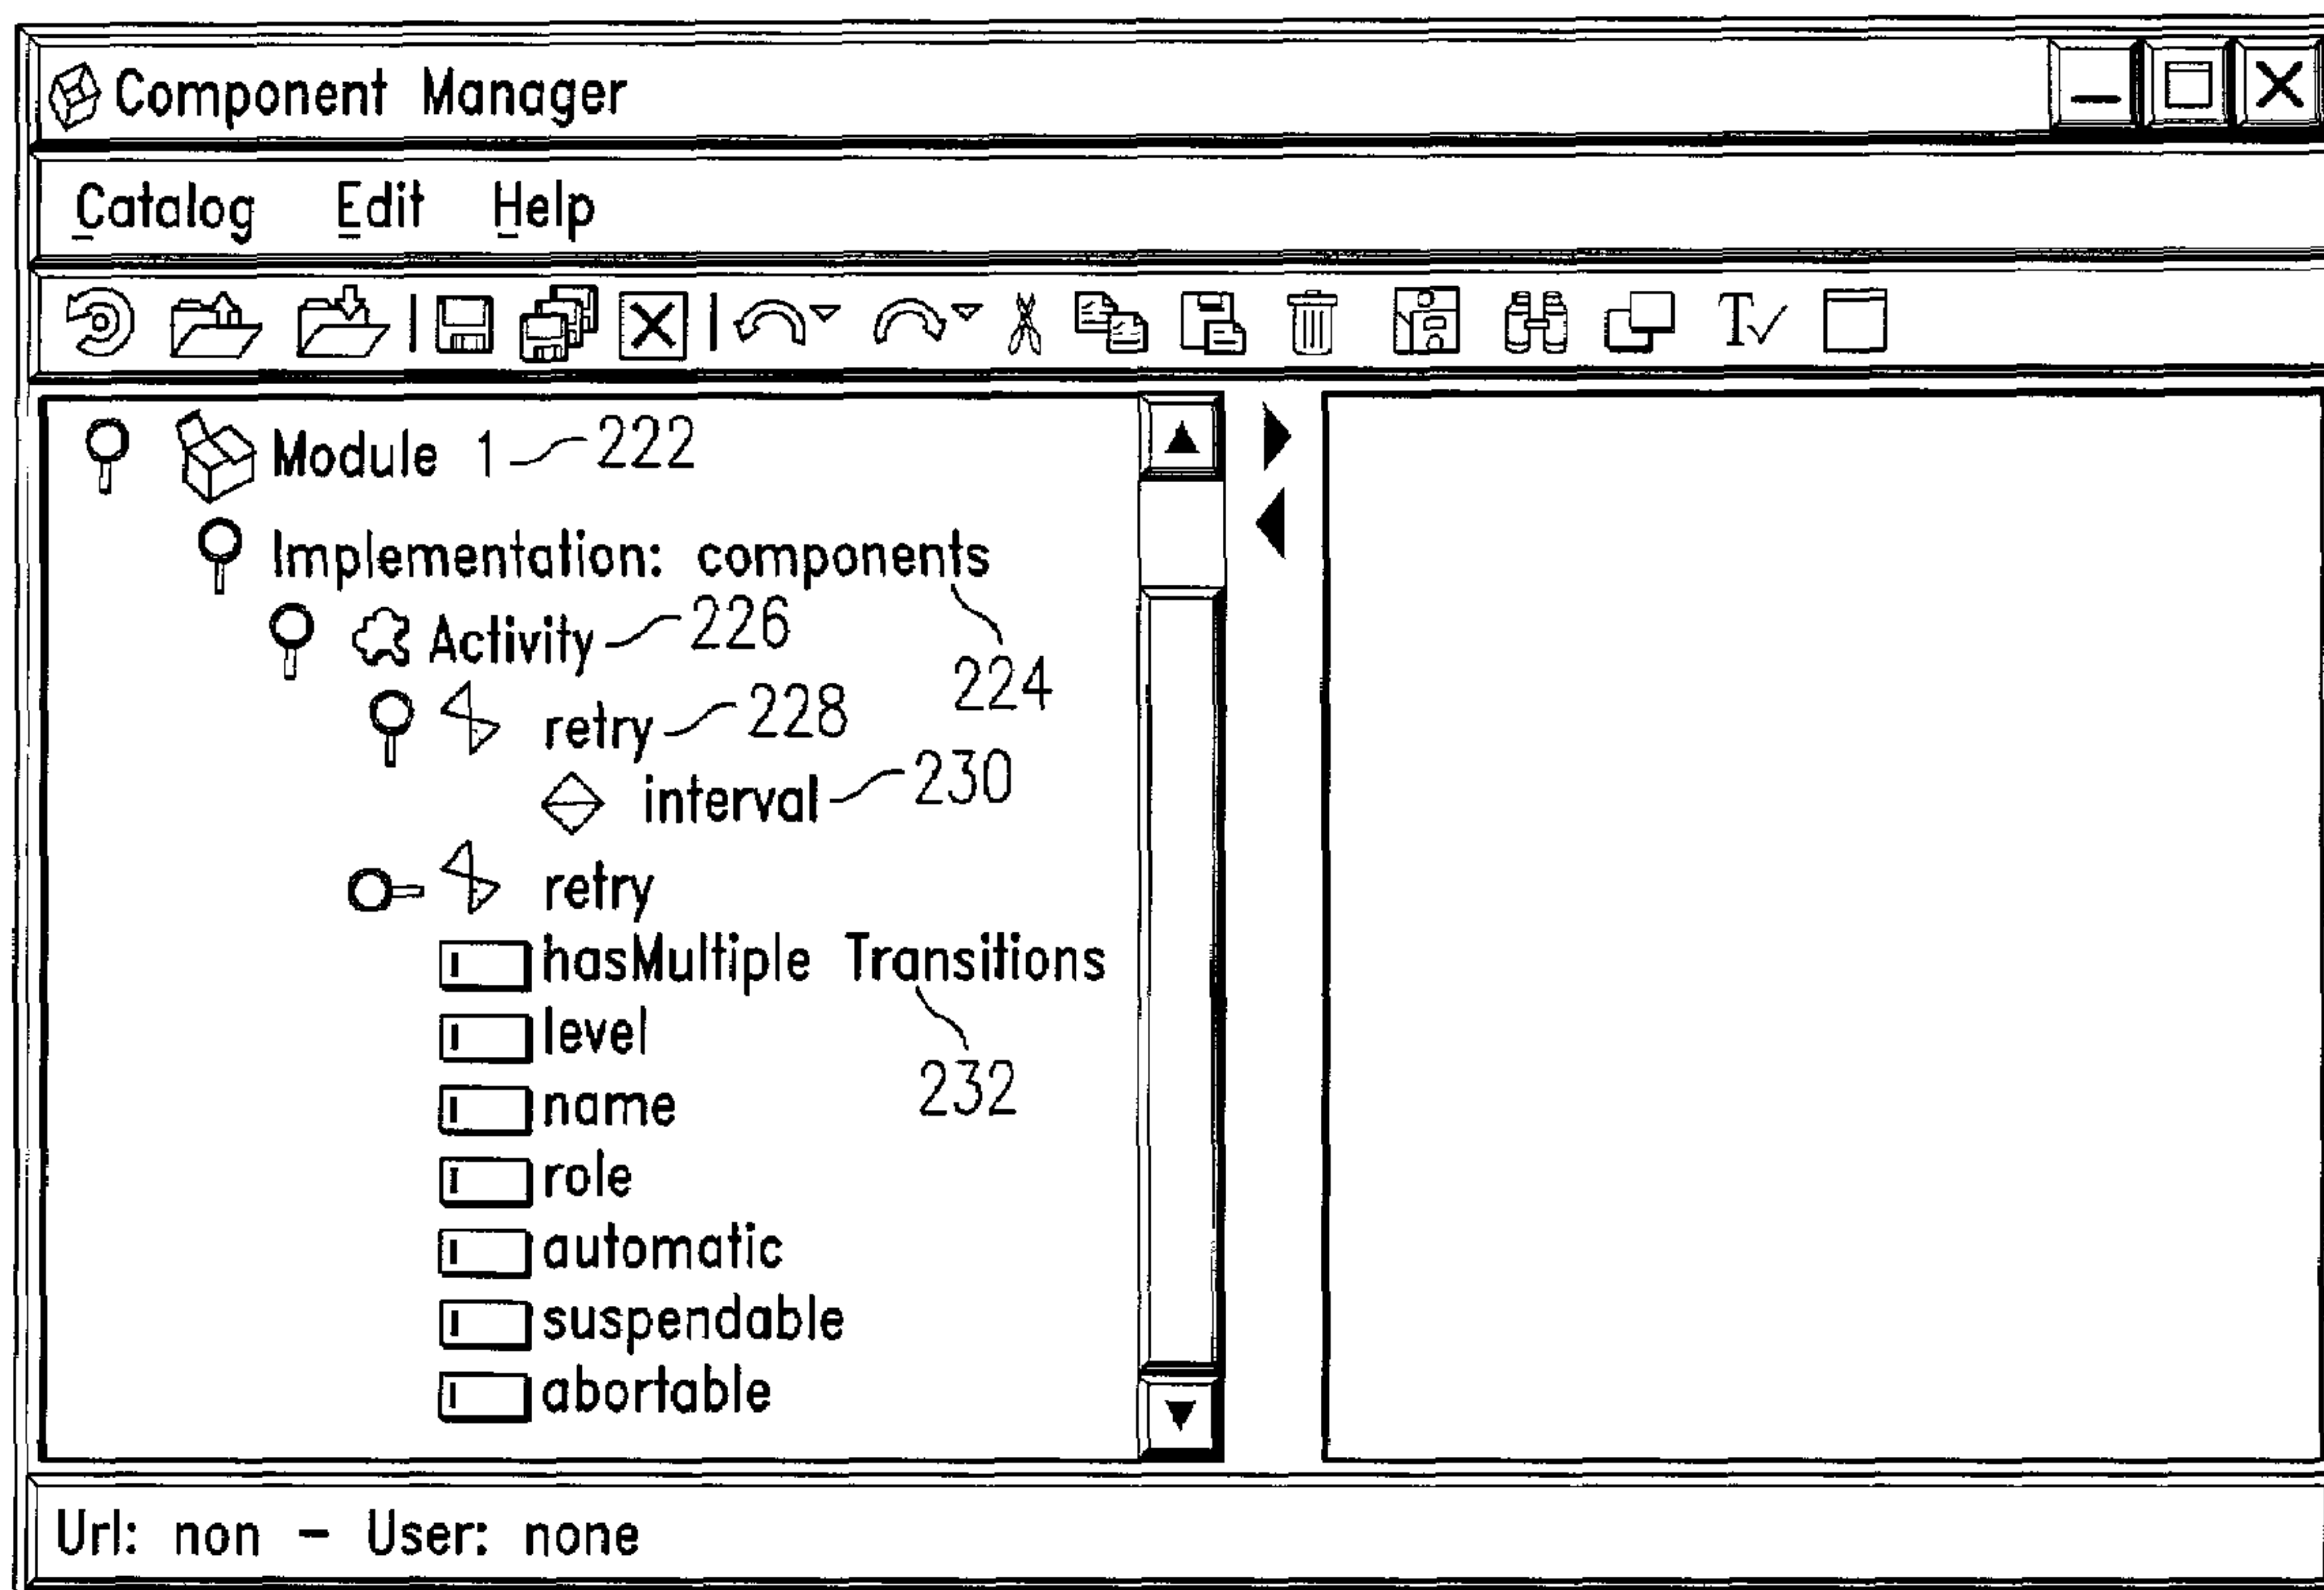 Component Manager
Catalog Edit Help
Module 1 222
Implementation: components
Activity 226
224
retry 228
interval 230
retry
hasMultiple Transitions
level
name 232
role
automatic
suspendable
abortable
Url: non – User: none